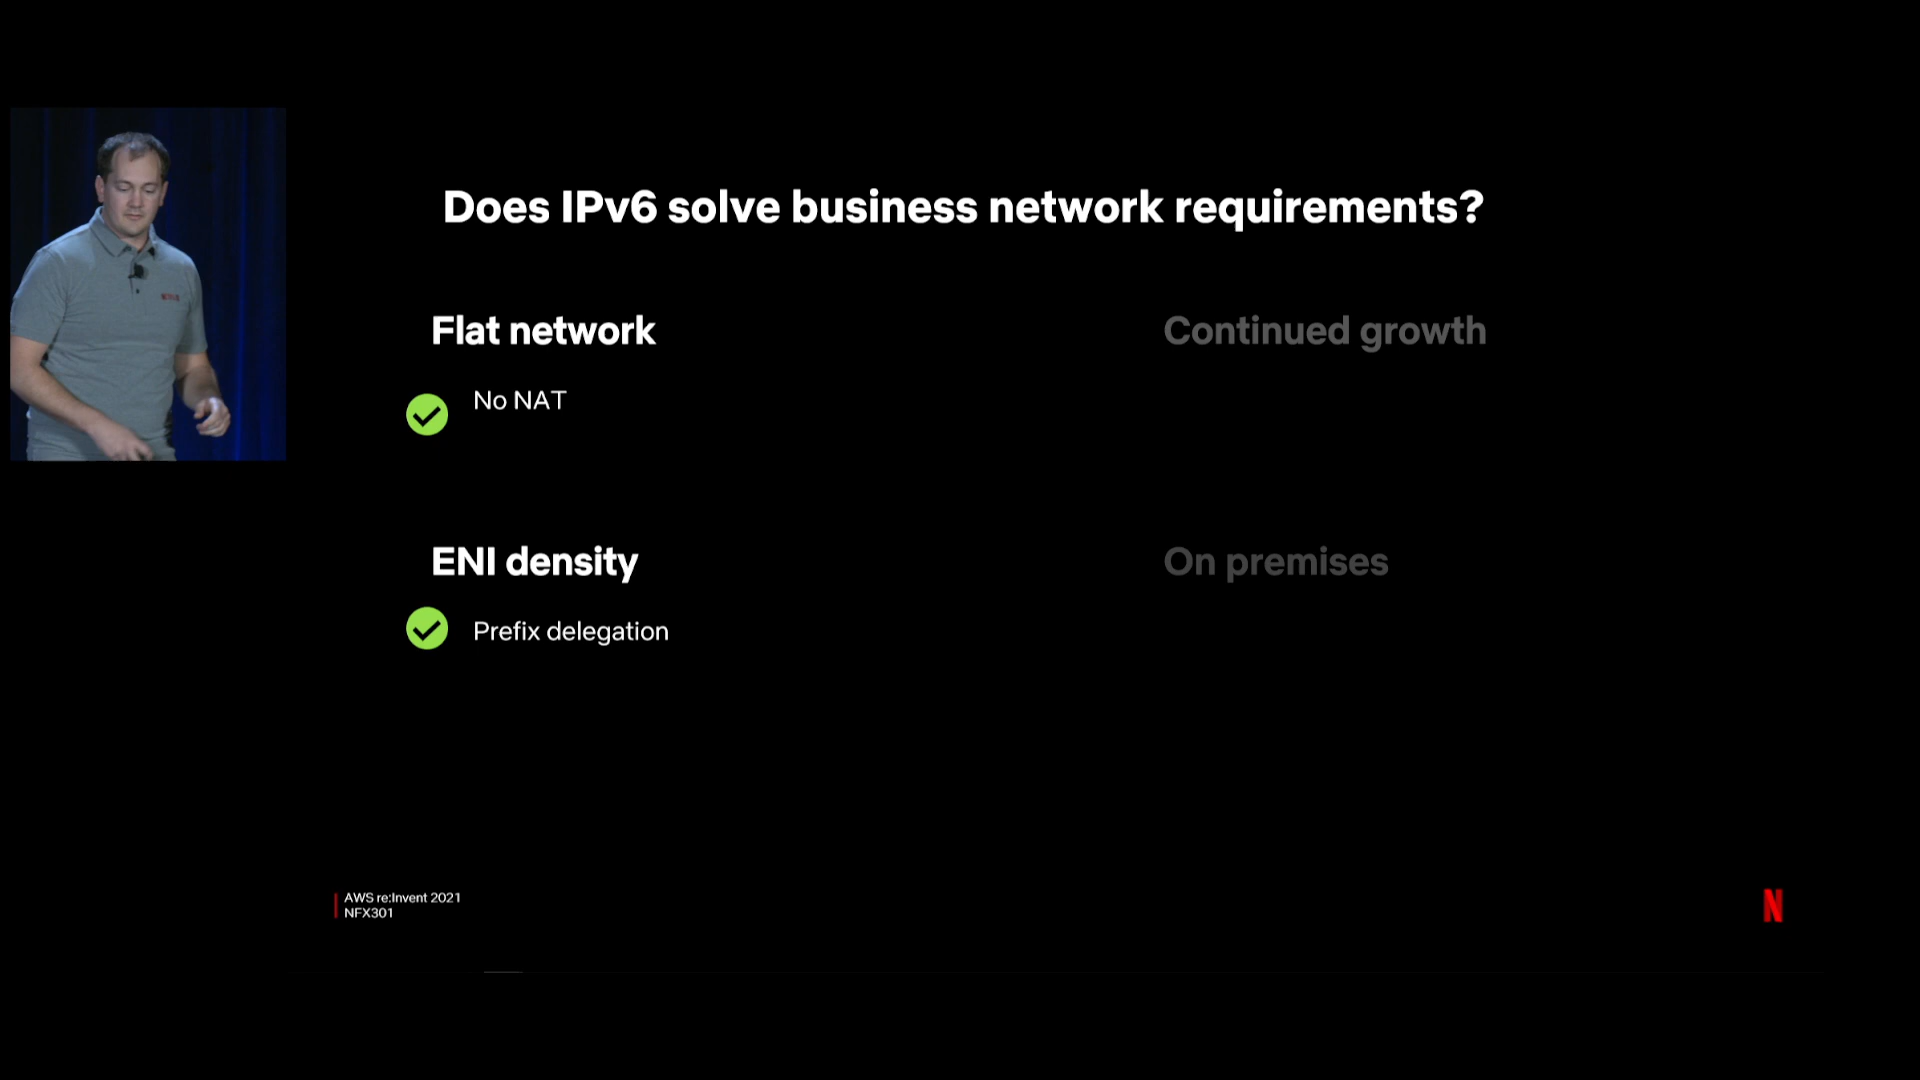 Does IPv6 solve business network requirements?
Flat network
No NAT
Continued growth
ENI density
Prefix delegation
On premises
AWS re:Invent 2021
NFX301
N